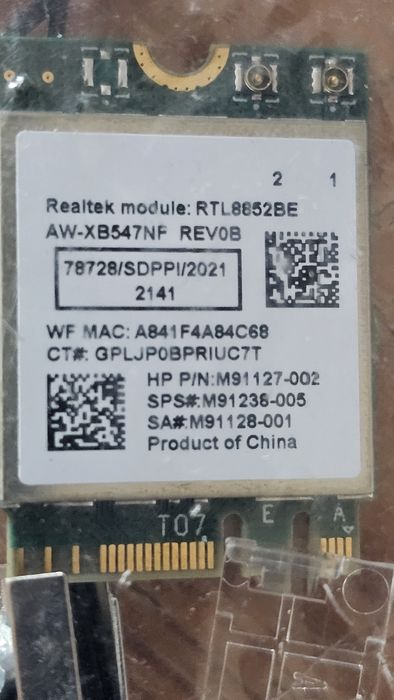 2 1
Realtek module: RTL8852BE
AW-XB547NF REV0B
78728/SDPPI/2021
2141
WF MAC: A841F4A84C68
CT#: GPLJP0BPRIUC7T
HP P/N:M91127-002
SPS#:M91238-005
SA#:M91128-001
Product of China
T07 E A